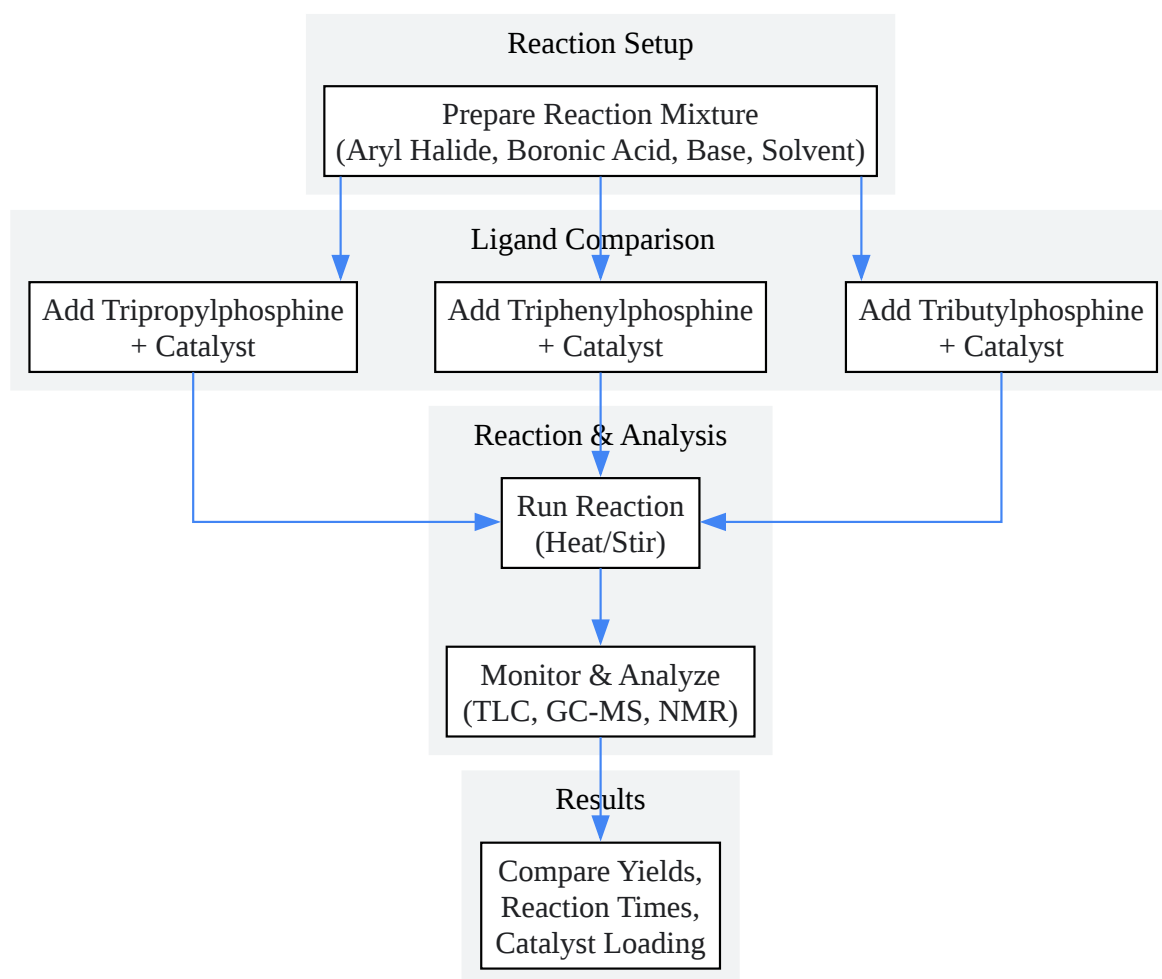 Reaction Setup
Prepare Reaction Mixture
(Aryl Halide, Boronic Acid, Base, Solvent)
Ligand Comparison
Add Tripropylphosphine
+ Catalyst
Add Triphenylphosphine
+ Catalyst
Add Tributylphosphine
+ Catalyst
Reaction & Analysis
Run Reaction
(Heat/Stir)
Monitor & Analyze
(TLC, GC-MS, NMR)
Results
Compare Yields,
Reaction Times,
Catalyst Loading